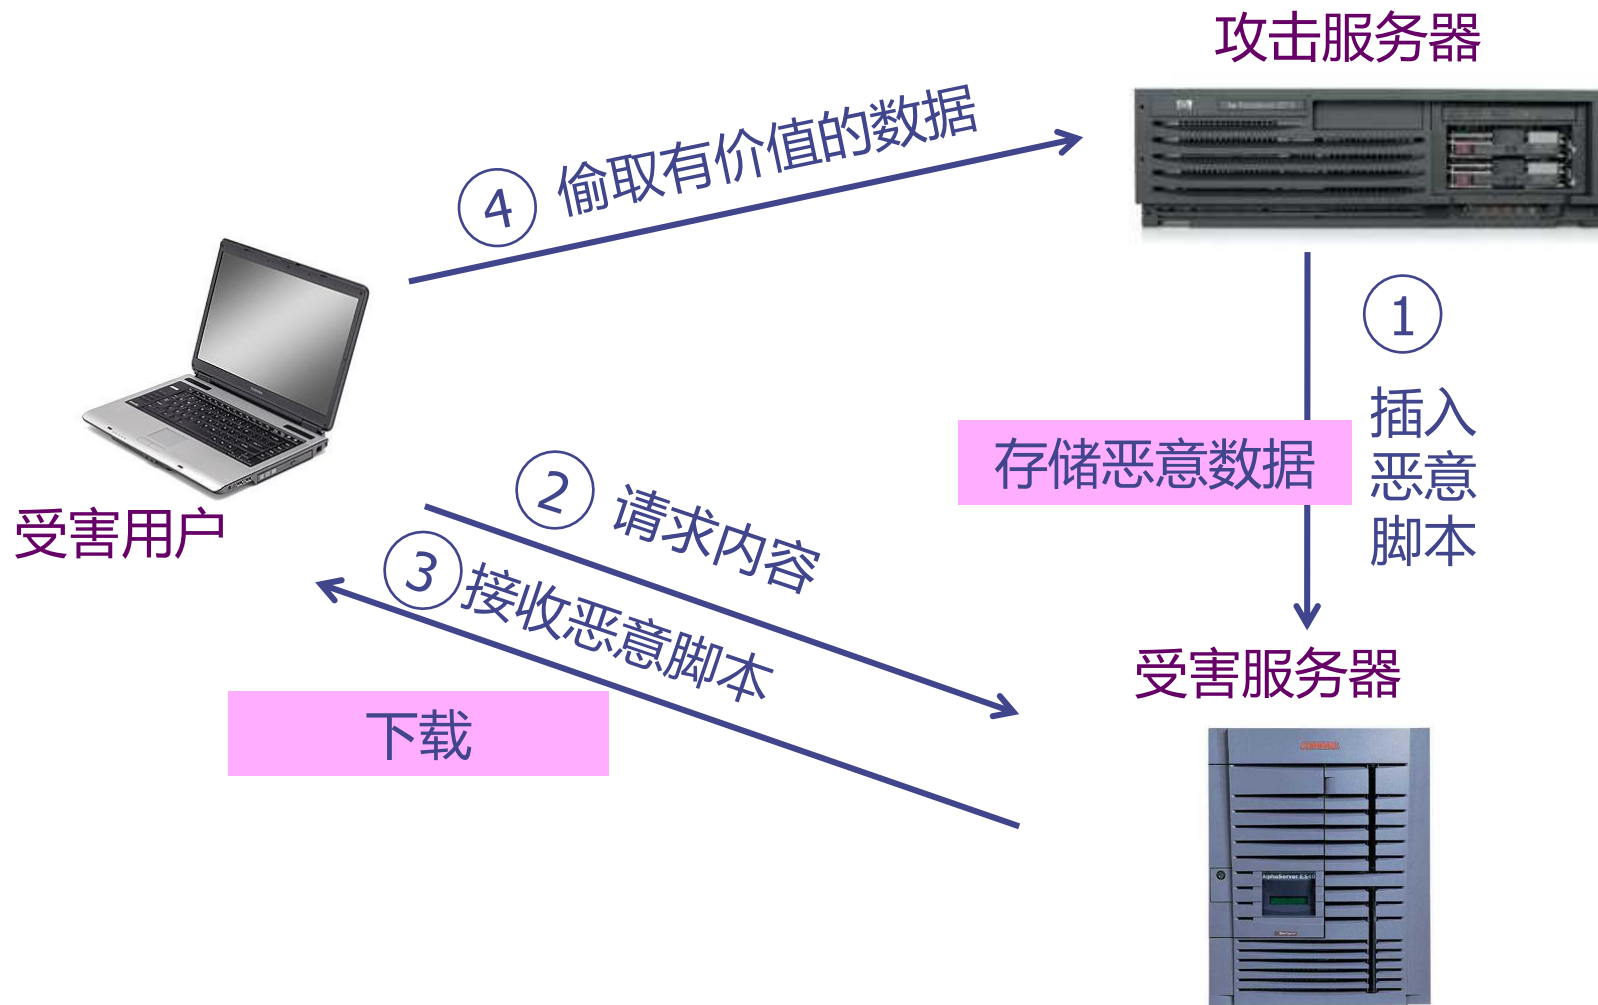 攻击服务器
④ 偷取有价值的数据
①
插入
恶意
脚本
存储恶意数据
② 请求内容
受害用户
③接收恶意脚本
受害服务器
下载
AlphaServer ES40